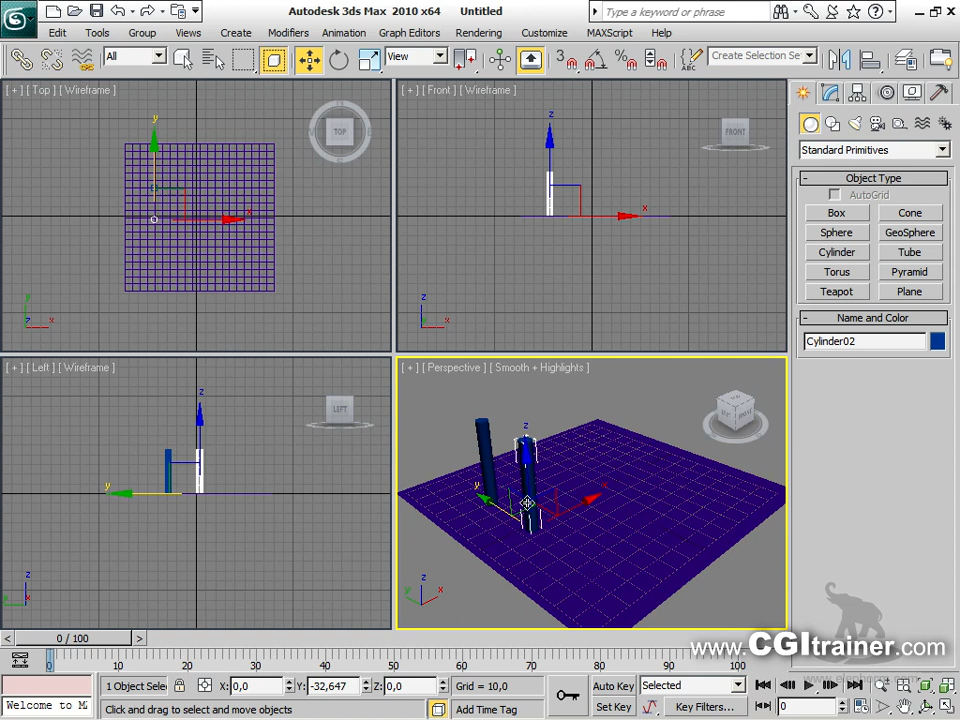 Autodesk 3ds Max 2010 x64 Untitled
Type a keyword or phrase
Edit Tools Group Views Create Modifiers Animation Graph Editors Rendering Customize MAXScript Help
All View 3 ABC Create Selection Se
[ + ] [ Top ] [ Wireframe ]
TOP
y
x
y
z x
[ + ] [ Front ] [ Wireframe ]
FRONT
z
x
z
x
Standard Primitives
- Object Type
AutoGrid
Box Cone
Sphere GeoSphere
Cylinder Tube
Torus Pyramid
Teapot Plane
- Name and Color
Cylinder02
[ + ] [ Left ] [ Wireframe ]
LEFT
z
y
z
[ + ] [ Perspective ] [ Smooth + Highlights ]
FRONT
z
y x
z
y x
www.CGItrainer.com
< 0 / 100 >
0 10 20 30 40 50 60 70 80 90 100
1 Object Sele X: 0,0 Y: -32,647 Z: 0,0 Grid = 10,0 Auto Key Selected
Welcome to M
Click and drag to select and move objects Add Time Tag Set Key Key Filters... 0